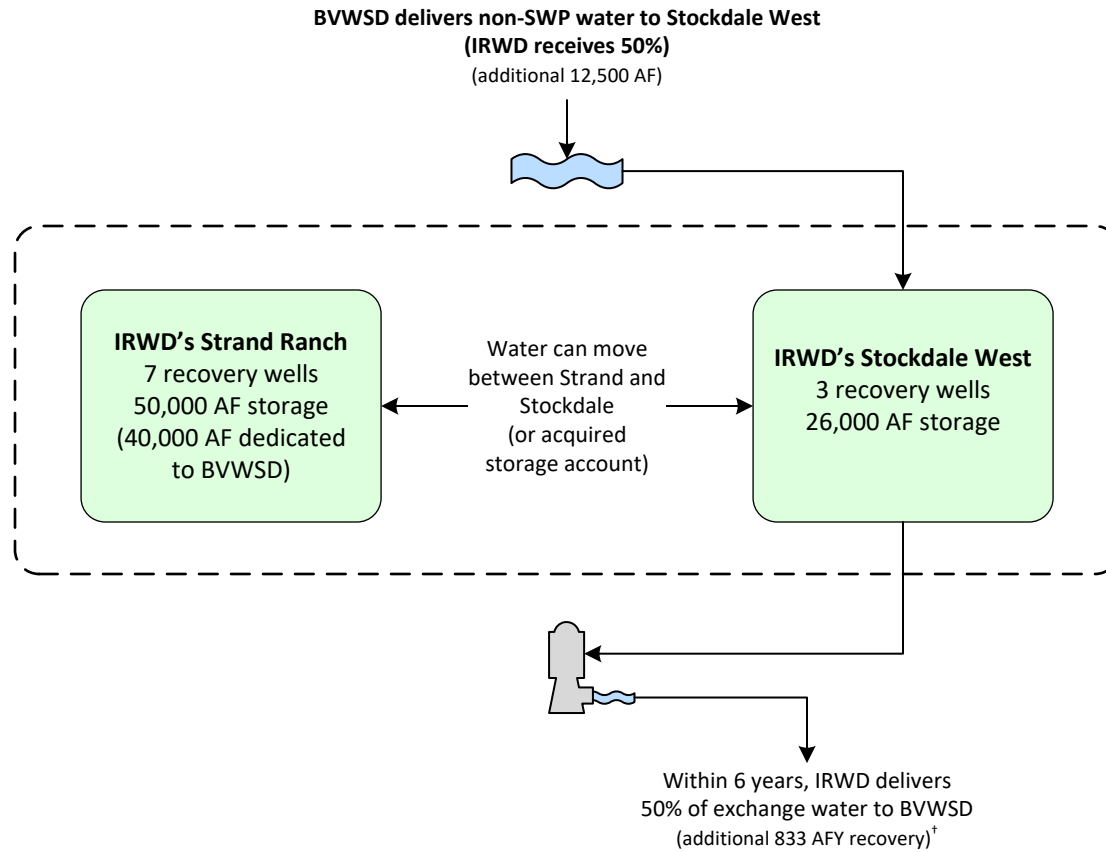 BVWSD delivers non-SWP water to Stockdale West
(IRWD receives 50%)
(additional 12,500 AF)
IRWD’s Strand Ranch
7 recovery wells
50,000 AF storage
(40,000 AF dedicated
to BVWSD)
Water can move
between Strand and
Stockdale
(or acquired
storage account)
IRWD’s Stockdale West
3 recovery wells
26,000 AF storage
Within 6 years, IRWD delivers
50% of exchange water to BVWSD
(additional 833 AFY recovery)†